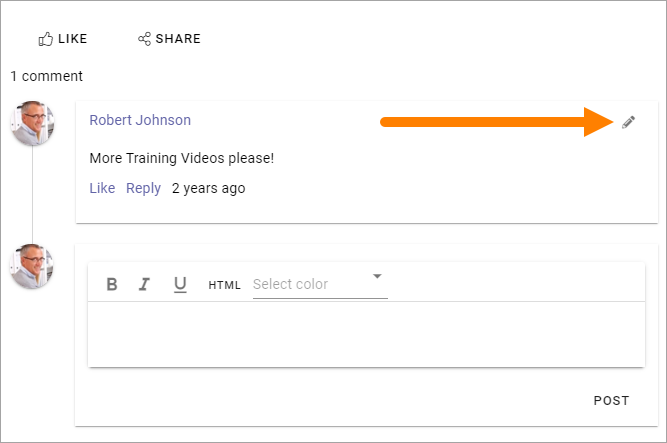 LIKE SHARE
1 comment
Robert Johnson
More Training Videos please!
Like Reply 2 years ago
B I U HTML Select color
POST